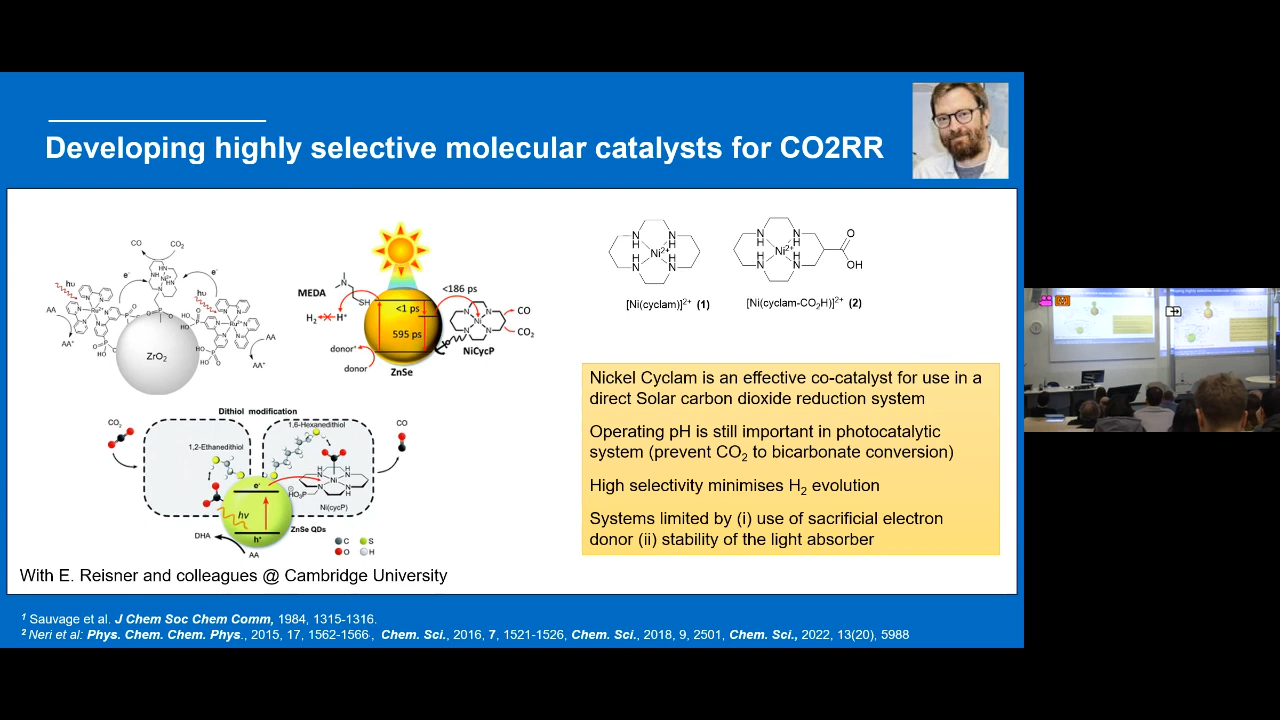 Developing highly selective molecular catalysts for CO2RR
CO
CO₂
e⁻
e⁻
hυ
hυ
AA
AA⁺
AA
AA⁺
ZrO₂
MEDA
SH
H₂
H⁺
<1 ps
<186 ps
595 ps
donor⁺
donor
ZnSe
NiCycP
CO
CO₂
Dithiol modification
1,2-Ethanedithiol
1,6-Hexanedithiol
CO₂
CO
e⁻
hν
h⁺
Ni(cycP)
ZnSe QDs
DHA
AA
C
S
O
H
With E. Reisner and colleagues @ Cambridge University
[Ni(cyclam)]²⁺ (1)
[Ni(cyclam-CO₂H)]²⁺ (2)
Nickel Cyclam is an effective co-catalyst for use in a
direct Solar carbon dioxide reduction system
Operating pH is still important in photocatalytic
system (prevent CO₂ to bicarbonate conversion)
High selectivity minimises H₂ evolution
Systems limited by (i) use of sacrificial electron
donor (ii) stability of the light absorber
¹ Sauvage et al. J Chem Soc Chem Comm, 1984, 1315-1316.
² Neri et al: Phys. Chem. Chem. Phys., 2015, 17, 1562-1566, Chem. Sci., 2016, 7, 1521-1526, Chem. Sci., 2018, 9, 2501, Chem. Sci., 2022, 13(20), 5988